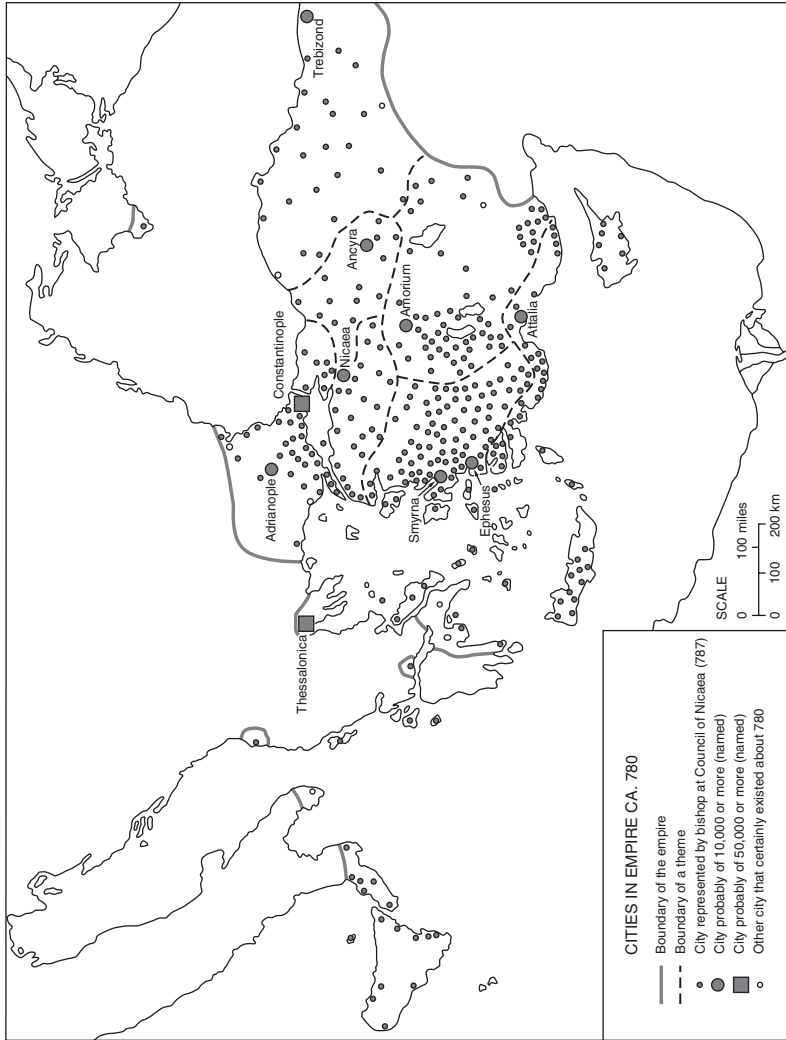 Trebizond
Ancyra
Amorium
Attalia
Constantinople
Nicaea
Adrianople
Smyrna
Ephesus
Thessalonica
SCALE
0 100 miles
0 100 200 km
CITIES IN EMPIRE CA. 780
Boundary of the empire
Boundary of a theme
City represented by bishop at Council of Nicaea (787)
City probably of 10,000 or more (named)
City probably of 50,000 or more (named)
Other city that certainly existed about 780